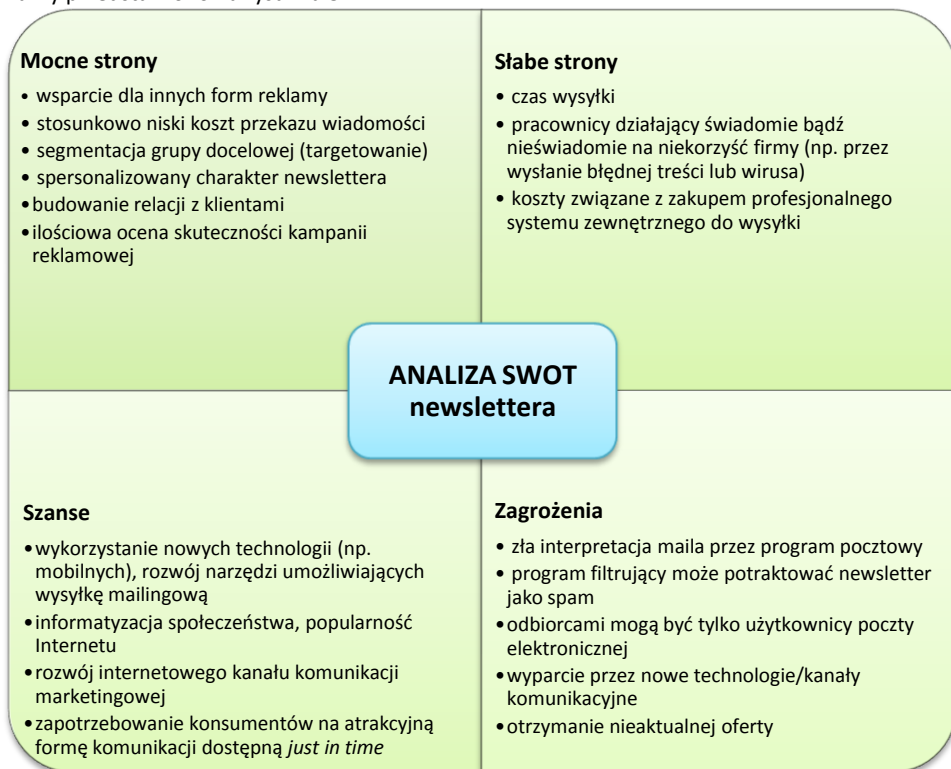 Mocne strony
• wsparcie dla innych form reklamy
• stosunkowo niski koszt przekazu wiadomości
• segmentacja grupy docelowej (targetowanie)
• spersonalizowany charakter newslettera
• budowanie relacji z klientami
• ilościowa ocena skuteczności kampanii
reklamowej
Słabe strony
• czas wysyłki
• pracownicy działający świadomie bądź
nieświadomie na niekorzyść firmy (np. przez
wysłanie błędnej treści lub wirusa)
• koszty związane z zakupem profesjonalnego
systemu zewnętrznego do wysyłki
ANALIZA SWOT
newslettera
Szanse
• wykorzystanie nowych technologii (np.
mobilnych), rozwój narzędzi umożliwiających
wysyłkę mailingową
• informatyzacja społeczeństwa, popularność
Internetu
• rozwój internetowego kanału komunikacji
marketingowej
• zapotrzebowanie konsumentów na atrakcyjną
formę komunikacji dostępną just in time
Zagrożenia
• zła interpretacja maila przez program pocztowy
• program filtrujący może potraktować newsletter
jako spam
• odbiorcami mogą być tylko użytkownicy poczty
elektronicznej
• wyparcie przez nowe technologie/kanały
komunikacyjne
• otrzymanie nieaktualnej oferty